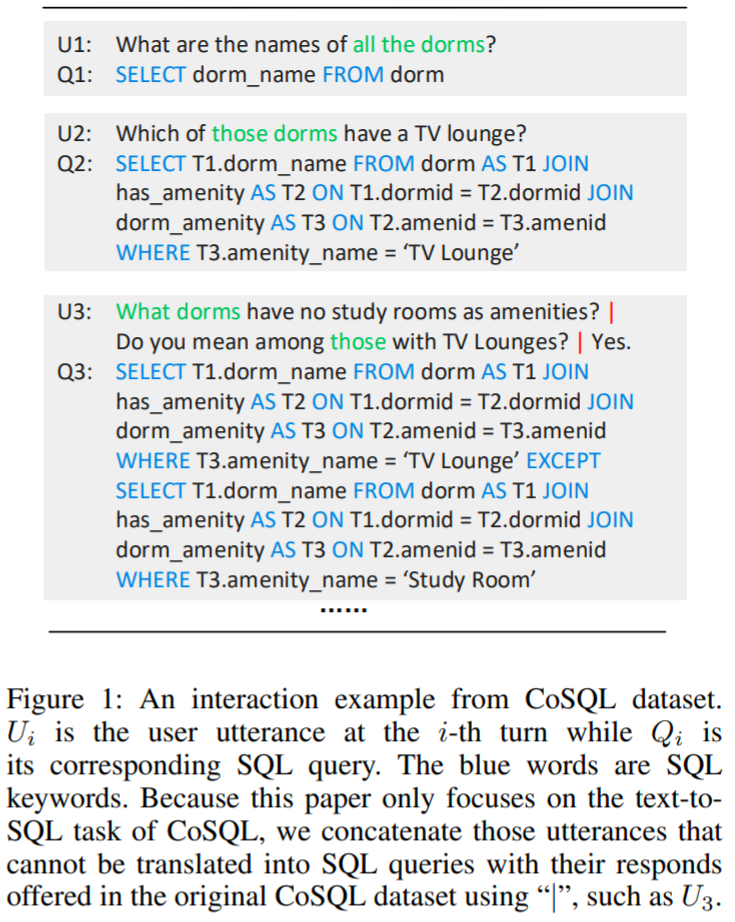 U1: What are the names of all the dorms?
Q1: SELECT dorm_name FROM dorm
U2: Which of those dorms have a TV lounge?
Q2: SELECT T1.dorm_name FROM dorm AS T1 JOIN
has_amenity AS T2 ON T1.dormid = T2.dormid JOIN
dorm_amenity AS T3 ON T2.amenid = T3.amenid
WHERE T3.amenity_name = ‘TV Lounge’
U3: What dorms have no study rooms as amenities? |
Do you mean among those with TV Lounges? | Yes.
Q3: SELECT T1.dorm_name FROM dorm AS T1 JOIN
has_amenity AS T2 ON T1.dormid = T2.dormid JOIN
dorm_amenity AS T3 ON T2.amenid = T3.amenid
WHERE T3.amenity_name = ‘TV Lounge’ EXCEPT
SELECT T1.dorm_name FROM dorm AS T1 JOIN
has_amenity AS T2 ON T1.dormid = T2.dormid JOIN
dorm_amenity AS T3 ON T2.amenid = T3.amenid
WHERE T3.amenity_name = ‘Study Room’
......
Figure 1: An interaction example from CoSQL dataset.
Ui is the user utterance at the i-th turn while Qi is
its corresponding SQL query. The blue words are SQL
keywords. Because this paper only focuses on the text-to-
SQL task of CoSQL, we concatenate those utterances that
cannot be translated into SQL queries with their responds
offered in the original CoSQL dataset using “|”, such as U3.